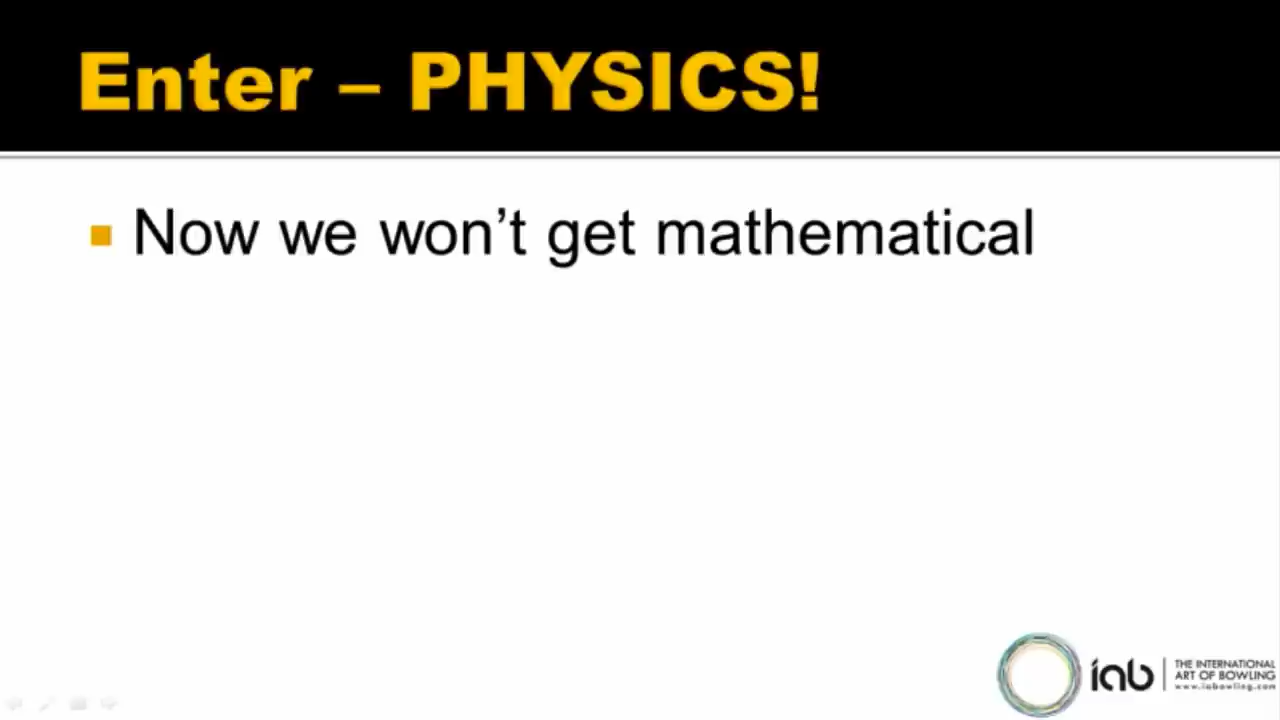 Enter – PHYSICS!
Now we won’t get mathematical
iab
THE INTERNATIONAL
ART OF BOWLING
www.iabowling.com